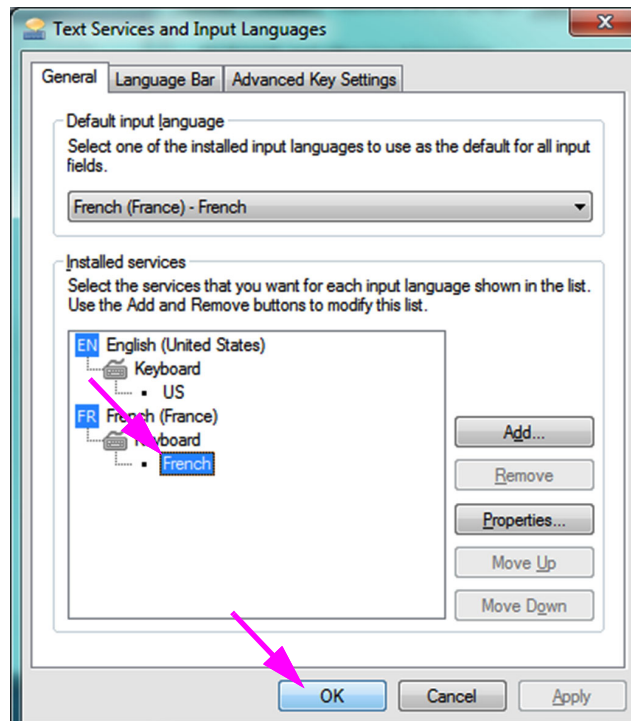 Text Services and Input Languages
General
Language Bar
Advanced Key Settings
Default input language
Select one of the installed input languages to use as the default for all input
fields.
French (France) - French
Installed services
Select the services that you want for each input language shown in the list.
Use the Add and Remove buttons to modify this list.
EN English (United States)
Keyboard
US
FR French (France)
Keyboard
French
Add...
Remove
Properties...
Move Up
Move Down
OK
Cancel
Apply